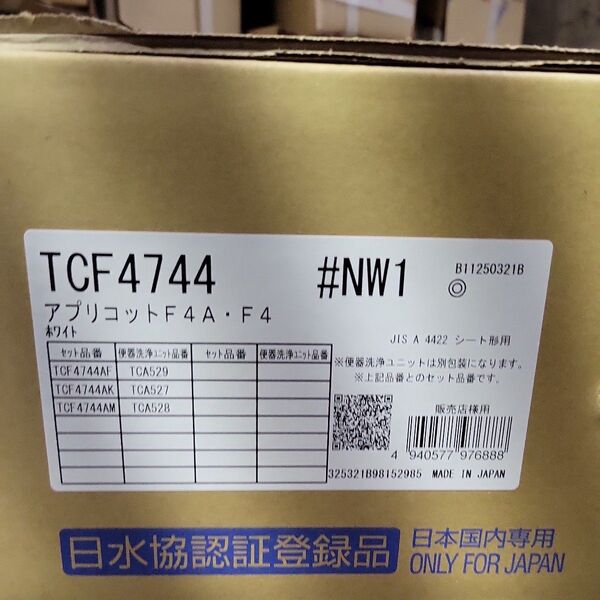 TCF4744 #NW1 B11250321B
◎
アプリコットF4A・F4
ホワイト
JIS A 4422 シート形用
セット品番 便器洗浄ユニット品番 セット品番 便器洗浄ユニット品番
TCF4744AF TCA529
TCF4744AK TCA527
TCF4744AM TCA528
※便器洗浄ユニットは別包装になります。
※上記品番とのセット品番です。
販売店様用
4 940577 976888
325321B98152985 MADE IN JAPAN
日水協認証登録品
日本国内専用
ONLY FOR JAPAN